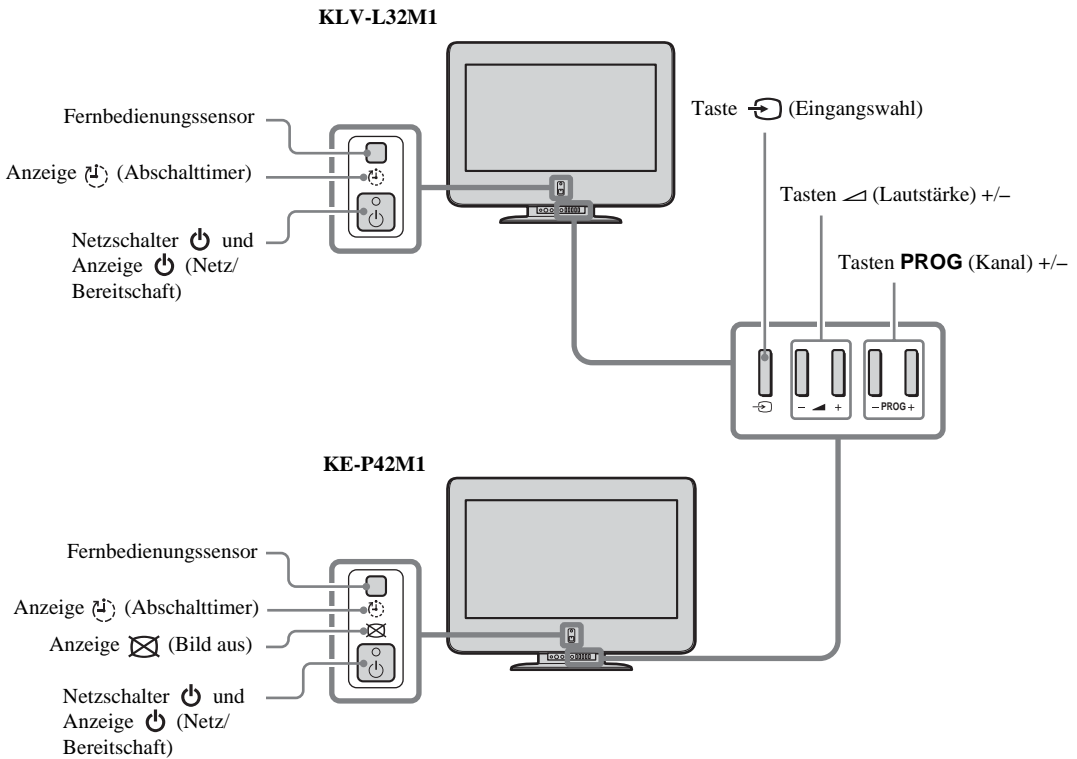 KLV-L32M1
Fernbedienungssensor
Anzeige (Abschalttimer)
Netzschalter und
Anzeige (Netz/
Bereitschaft)
Taste (Eingangswahl)
Tasten (Lautstärke) +/–
Tasten PROG (Kanal) +/–
– +
– PROG +
KE-P42M1
Fernbedienungssensor
Anzeige (Abschalttimer)
Anzeige (Bild aus)
Netzschalter und
Anzeige (Netz/
Bereitschaft)